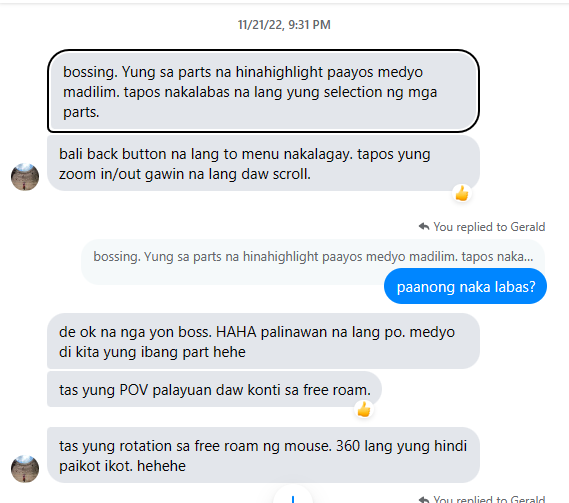 11/21/22, 9:31 PM
bossing. Yung sa parts na hinahighlight paayos medyo
madilim. tapos nakalabas na lang yung selection ng mga
parts.
bali back button na lang to menu nakalagay. tapos yung
zoom in/out gawin na lang daw scroll.
You replied to Gerald
bossing. Yung sa parts na hinahighlight paayos medyo madilim. tapos naka...
paanong naka labas?
de ok na nga yon boss. HAHA palinawan na lang po. medyo
di kita yung ibang part hehe
tas yung POV palayuan daw konti sa free roam.
tas yung rotation sa free roam ng mouse. 360 lang yung hindi
paikot ikot. hehehe
You replied to Gerald